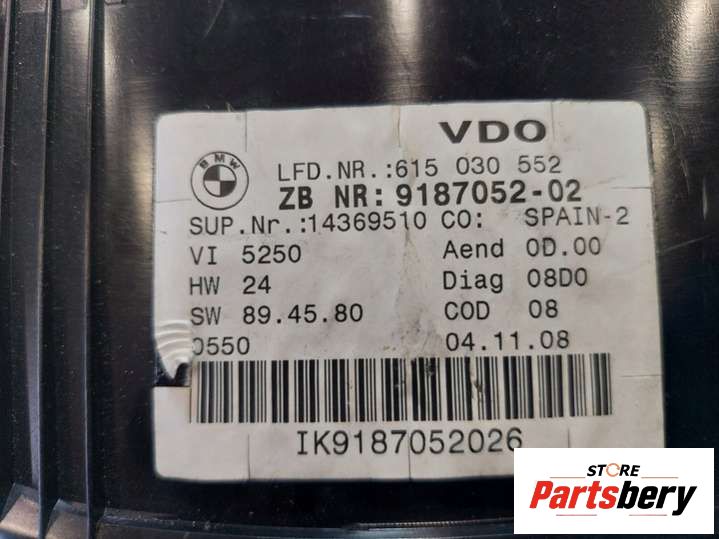 VDO
BMW
LFD.NR.:615 030 552
ZB NR: 9187052-02
SUP.Nr.:14369510 CO: SPAIN-2
VI 5250 Aend 0D.00
HW 24 Diag 08D0
SW 89.45.80 COD 08
0550 04.11.08
IK9187052026
STORE
Partsbery